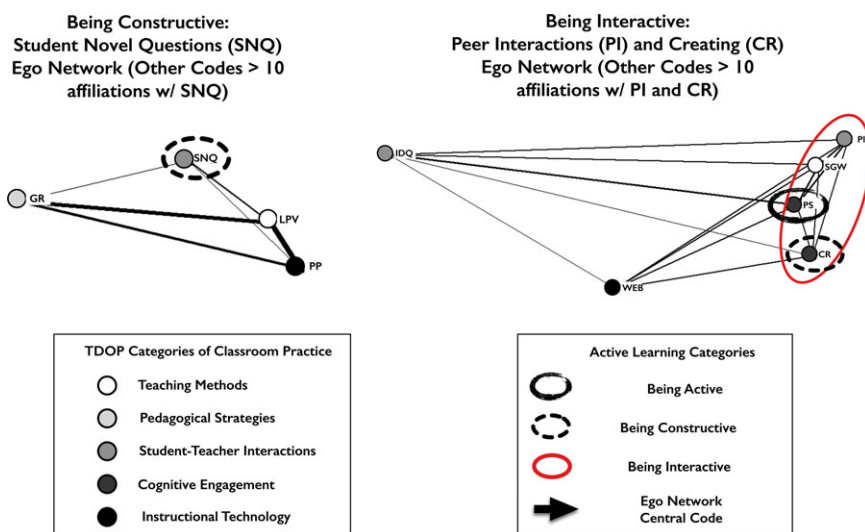 Being Constructive:
Student Novel Questions (SNQ)
Ego Network (Other Codes > 10
affiliations w/ SNQ)
Being Interactive:
Peer Interactions (PI) and Creating (CR)
Ego Network (Other Codes > 10
affiliations w/ PI and CR)
SNQ
GR
LPV
PP
IDQ
PI
SGW
PS
CR
WEB
TDOP Categories of Classroom Practice
Teaching Methods
Pedagogical Strategies
Student-Teacher Interactions
Cognitive Engagement
Instructional Technology
Active Learning Categories
Being Active
Being Constructive
Being Interactive
Ego Network
Central Code